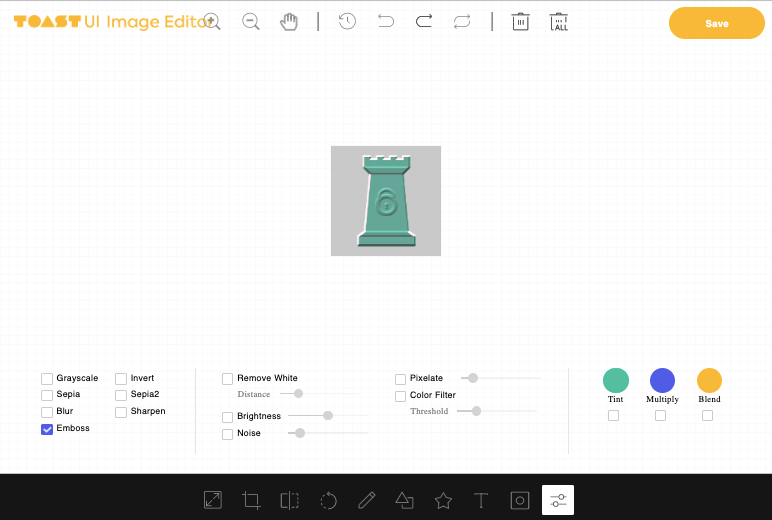 TOAST UI Image Editor
ALL
Save
6
Grayscale
Invert
Sepia
Sepia2
Blur
Sharpen
Emboss
Remove White
Distance
Brightness
Noise
Pixelate
Color Filter
Threshold
Tint
Multiply
Blend
T